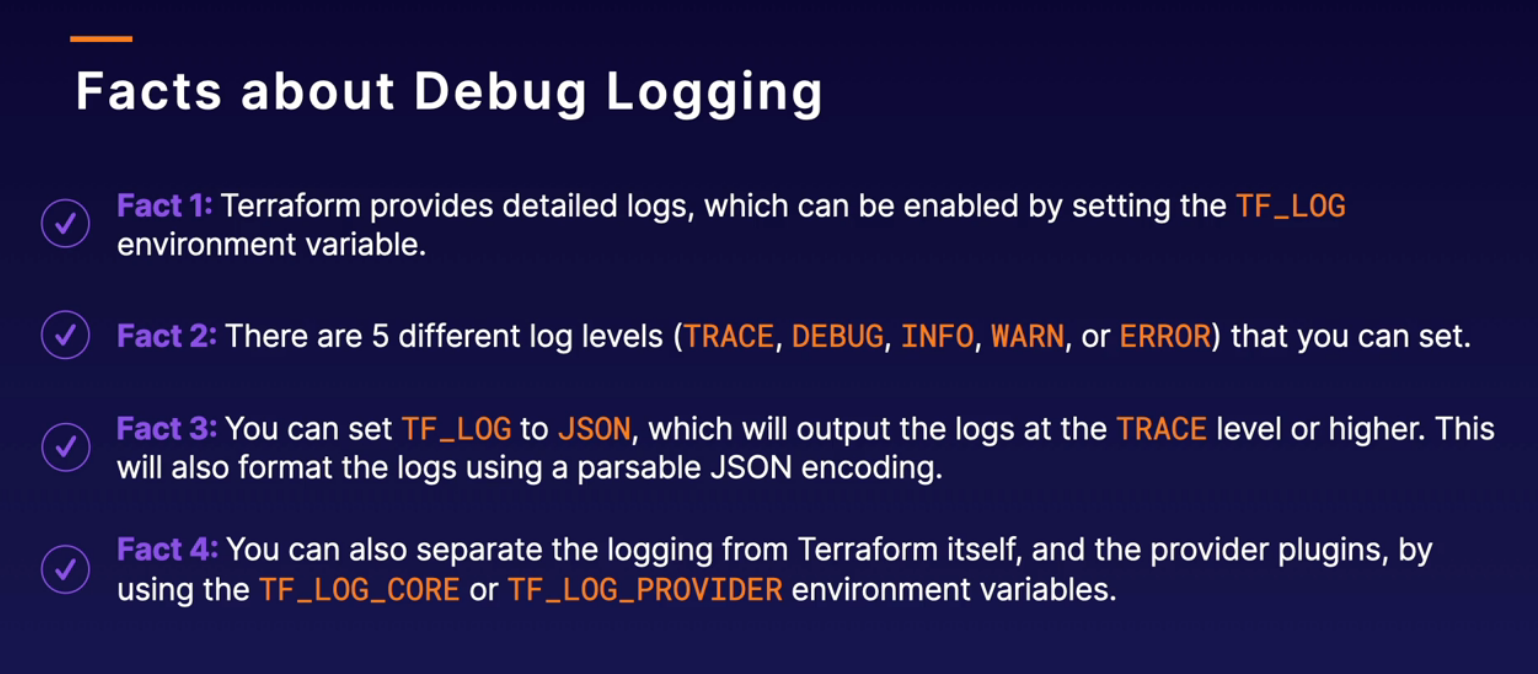 Facts about Debug Logging
Fact 1: Terraform provides detailed logs, which can be enabled by setting the TF_LOG
environment variable.
Fact 2: There are 5 different log levels (TRACE, DEBUG, INFO, WARN, or ERROR) that you can set.
Fact 3: You can set TF_LOG to JSON, which will output the logs at the TRACE level or higher. This
will also format the logs using a parsable JSON encoding.
Fact 4: You can also separate the logging from Terraform itself, and the provider plugins, by
using the TF_LOG_CORE or TF_LOG_PROVIDER environment variables.